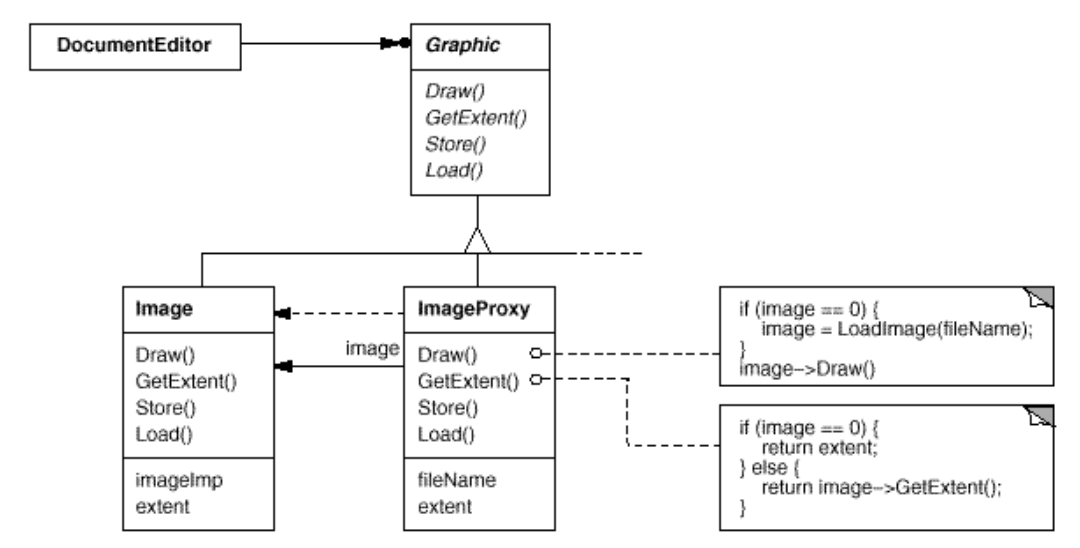 DocumentEditor
Graphic
Draw()
GetExtent()
Store()
Load()
Image
Draw()
GetExtent()
Store()
Load()
imageImp
extent
image
ImageProxy
Draw()
GetExtent()
Store()
Load()
fileName
extent
if (image == 0) {
image = LoadImage(fileName);
}
image->Draw()
if (image == 0) {
return extent;
} else {
return image->GetExtent();
}